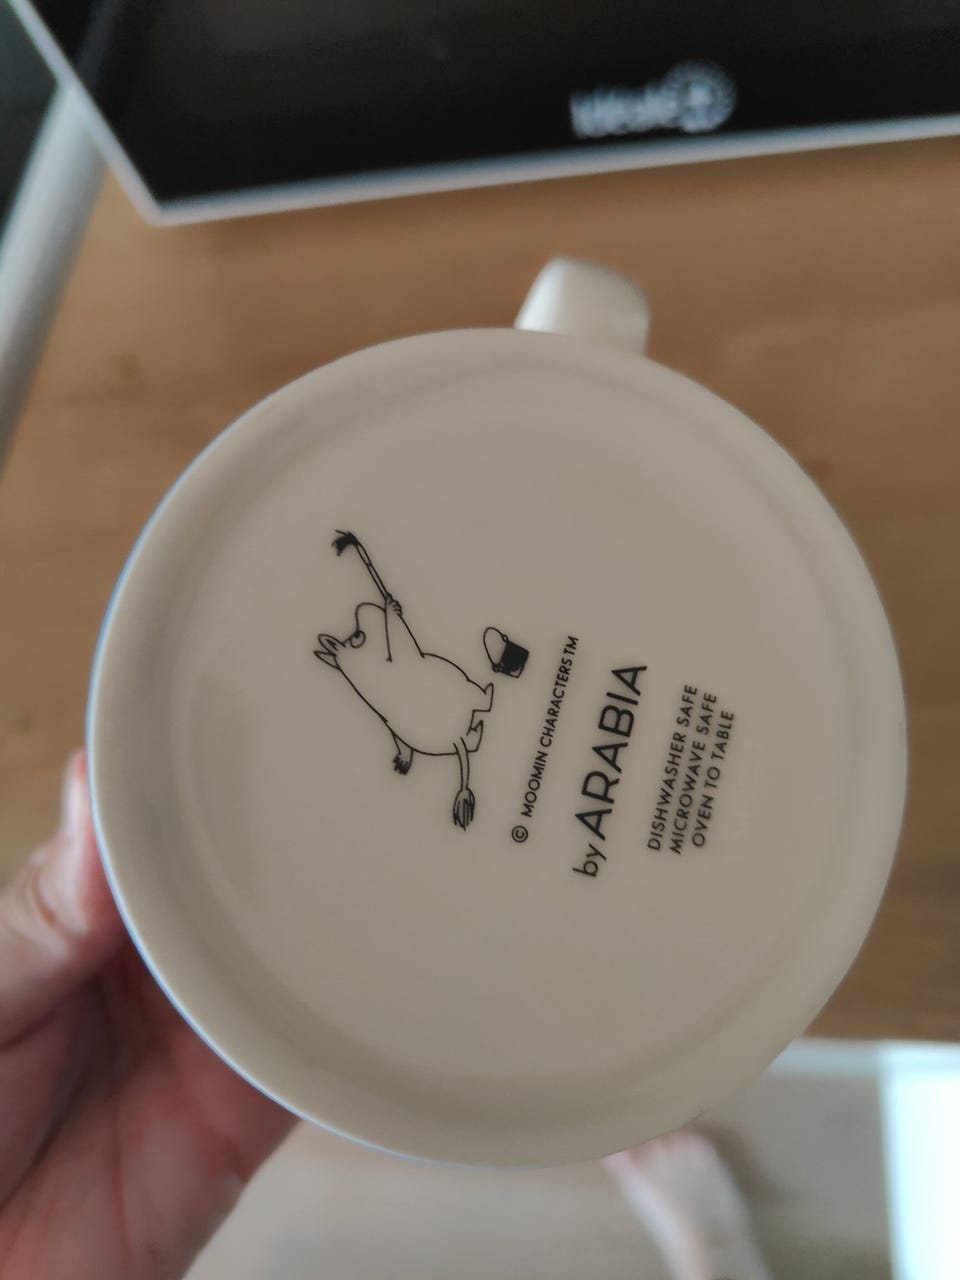 © MOOMIN CHARACTERS™
by ARABIA
DISHWASHER SAFE
MICROWAVE SAFE
OVEN TO TABLE